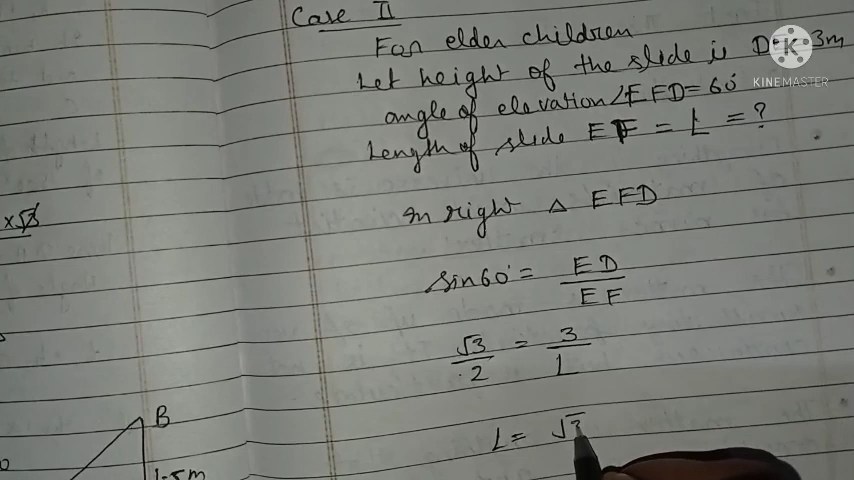 Case II
For elder children
Let height of the slide is D 3m
angle of elevation ∠EFD = 60°
Length of slide EF = L = ?
×√3
In right △ EFD
sin60° = ED/EF
√3/2 = 3/L
L = √3
B
1.5m
KINEMASTER